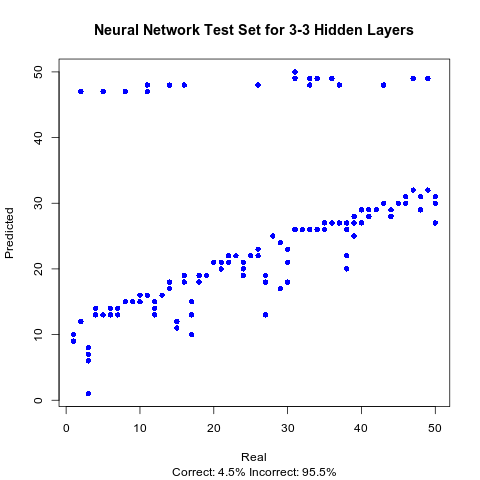 Neural Network Test Set for 3-3 Hidden Layers
Predicted
50
40
30
20
10
0
0 10 20 30 40 50
Real
Correct: 4.5% Incorrect: 95.5%